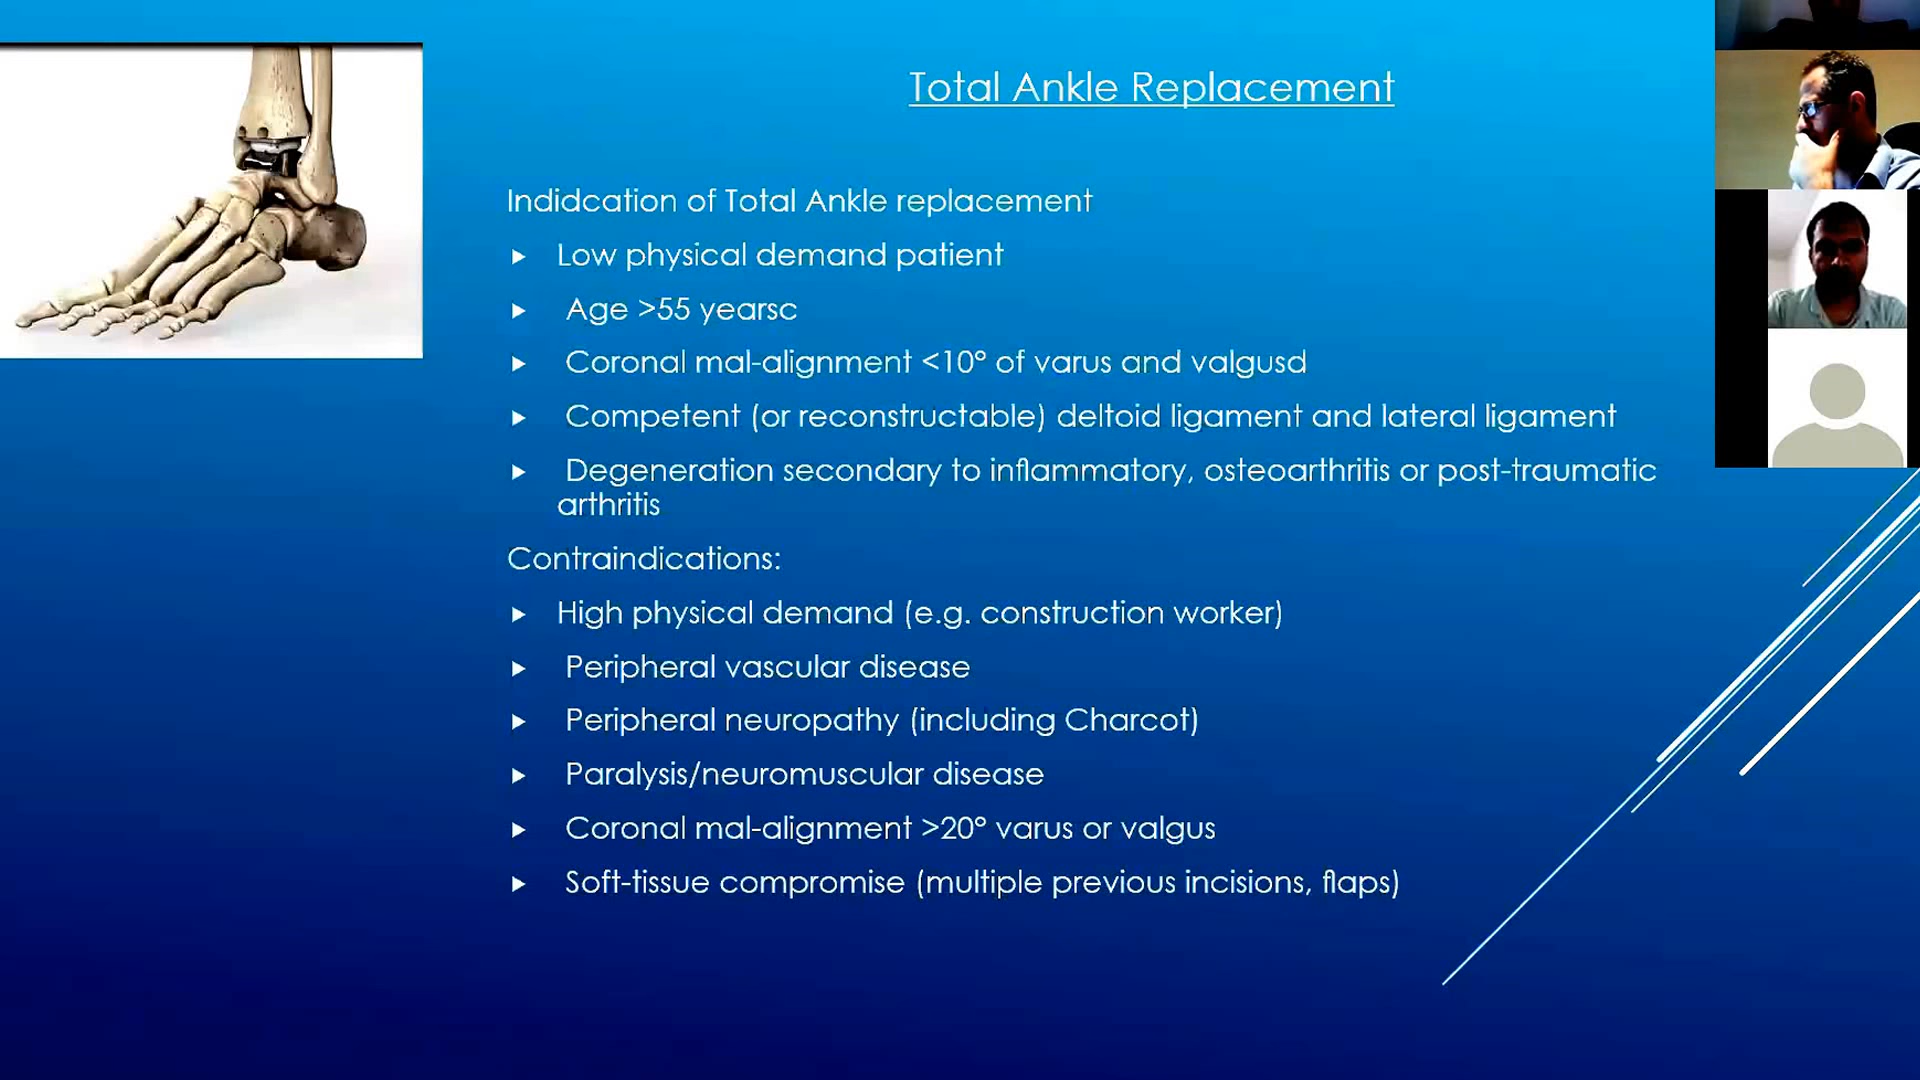 Total Ankle Replacement
Indidcation of Total Ankle replacement
Low physical demand patient
Age >55 yearsc
Coronal mal-alignment <10° of varus and valgusd
Competent (or reconstructable) deltoid ligament and lateral ligament
Degeneration secondary to inflammatory, osteoarthritis or post-traumatic
arthritis
Contraindications:
High physical demand (e.g. construction worker)
Peripheral vascular disease
Peripheral neuropathy (including Charcot)
Paralysis/neuromuscular disease
Coronal mal-alignment >20° varus or valgus
Soft-tissue compromise (multiple previous incisions, flaps)